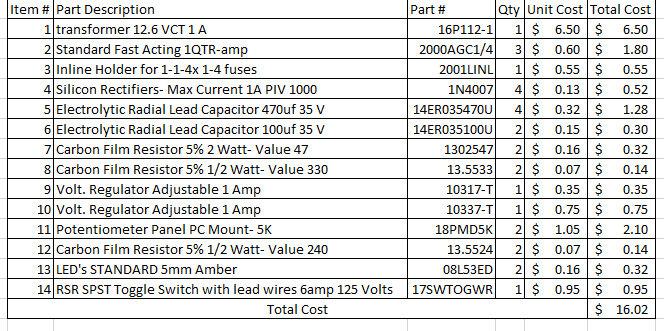 Item # Part Description Part # Qty Unit Cost Total Cost
1 transformer 12.6 VCT 1 A 16P112-1 1 $ 6.50 $ 6.50
2 Standard Fast Acting 1QTR-amp 2000AGC1/4 3 $ 0.60 $ 1.80
3 Inline Holder for 1-1-4x 1-4 fuses 2001LINL 1 $ 0.55 $ 0.55
4 Silicon Rectifiers- Max Current 1A PIV 1000 1N4007 4 $ 0.13 $ 0.52
5 Electrolytic Radial Lead Capacitor 470uf 35 V 14ER035470U 4 $ 0.32 $ 1.28
6 Electrolytic Radial Lead Capacitor 100uf 35 V 14ER035100U 2 $ 0.15 $ 0.30
7 Carbon Film Resistor 5% 2 Watt- Value 47 1302547 2 $ 0.16 $ 0.32
8 Carbon Film Resistor 5% 1/2 Watt- Value 330 13.5533 2 $ 0.07 $ 0.14
9 Volt. Regulator Adjustable 1 Amp 10317-T 1 $ 0.35 $ 0.35
10 Volt. Regulator Adjustable 1 Amp 10337-T 1 $ 0.75 $ 0.75
11 Potentiometer Panel PC Mount- 5K 18PMD5K 2 $ 1.05 $ 2.10
12 Carbon Film Resistor 5% 1/2 Watt- Value 240 13.5524 2 $ 0.07 $ 0.14
13 LED's STANDARD 5mm Amber 08L53ED 2 $ 0.16 $ 0.32
14 RSR SPST Toggle Switch with lead wires 6amp 125 Volts 17SWTOGWR 1 $ 0.95 $ 0.95
Total Cost $ 16.02